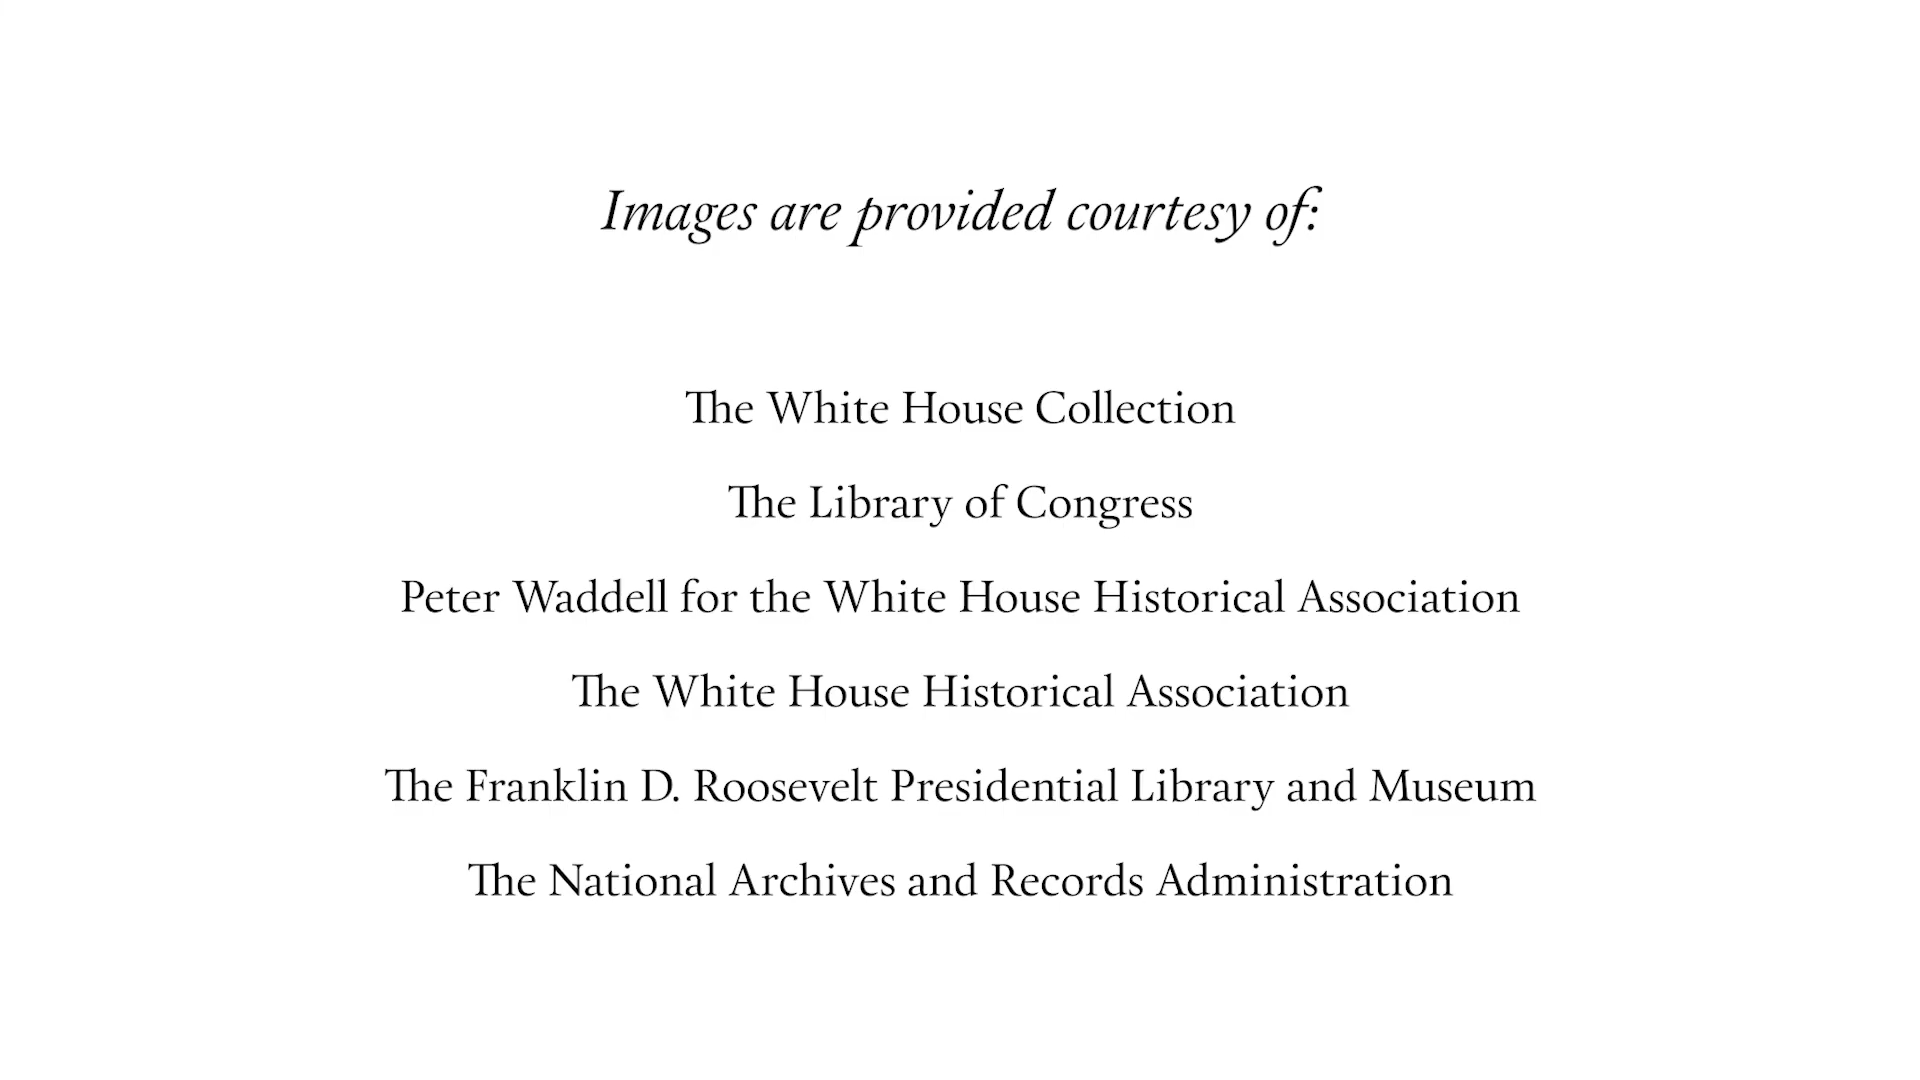 Images are provided courtesy of:
The White House Collection
The Library of Congress
Peter Waddell for the White House Historical Association
The White House Historical Association
The Franklin D. Roosevelt Presidential Library and Museum
The National Archives and Records Administration